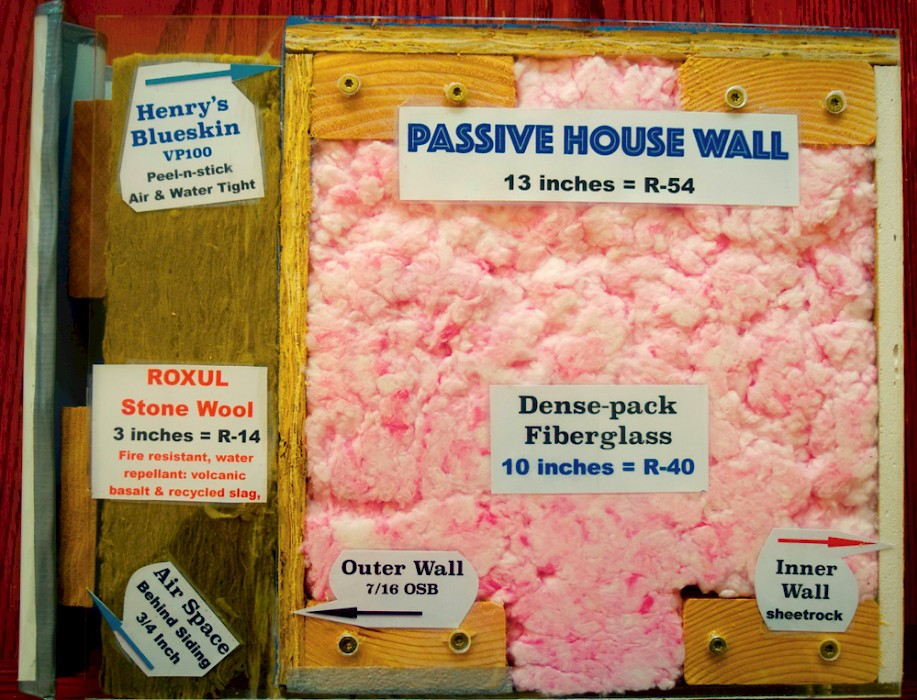 Henry's
Blueskin
VP100
Peel-n-stick
Air & Water Tight
PASSIVE HOUSE WALL
13 inches = R-54
ROXUL
Stone Wool
3 inches = R-14
Fire resistant, water
repellant: volcanic
basalt & recycled slag,
Dense-pack
Fiberglass
10 inches = R-40
Air Space
Behind Siding
3/4 Inch
Outer Wall
7/16 OSB
Inner
Wall
sheetrock